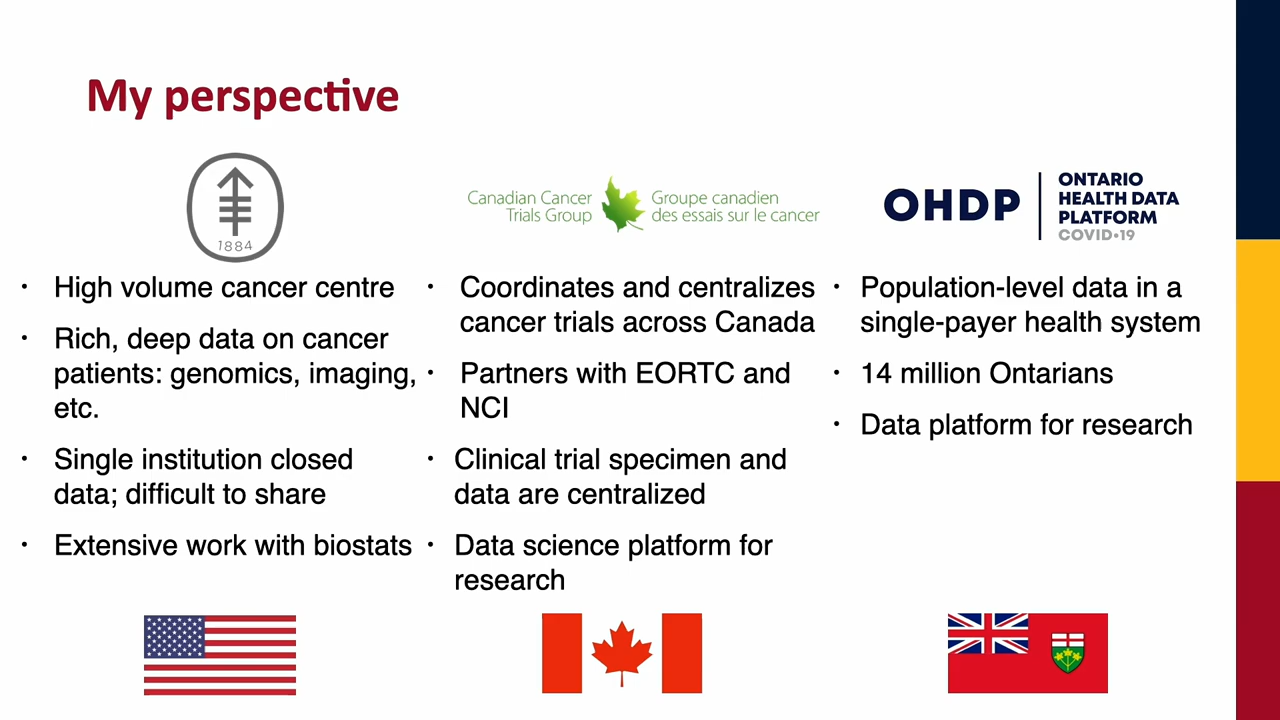 My perspective
1884
• High volume cancer centre
• Rich, deep data on cancer
patients: genomics, imaging,
etc.
• Single institution closed
data; difficult to share
• Extensive work with biostats
Canadian Cancer
Trials Group
Groupe canadien
des essais sur le cancer
• Coordinates and centralizes
cancer trials across Canada
• Partners with EORTC and
NCI
• Clinical trial specimen and
data are centralized
• Data science platform for
research
OHDP
ONTARIO
HEALTH DATA
PLATFORM
COVID•19
• Population-level data in a
single-payer health system
• 14 million Ontarians
• Data platform for research